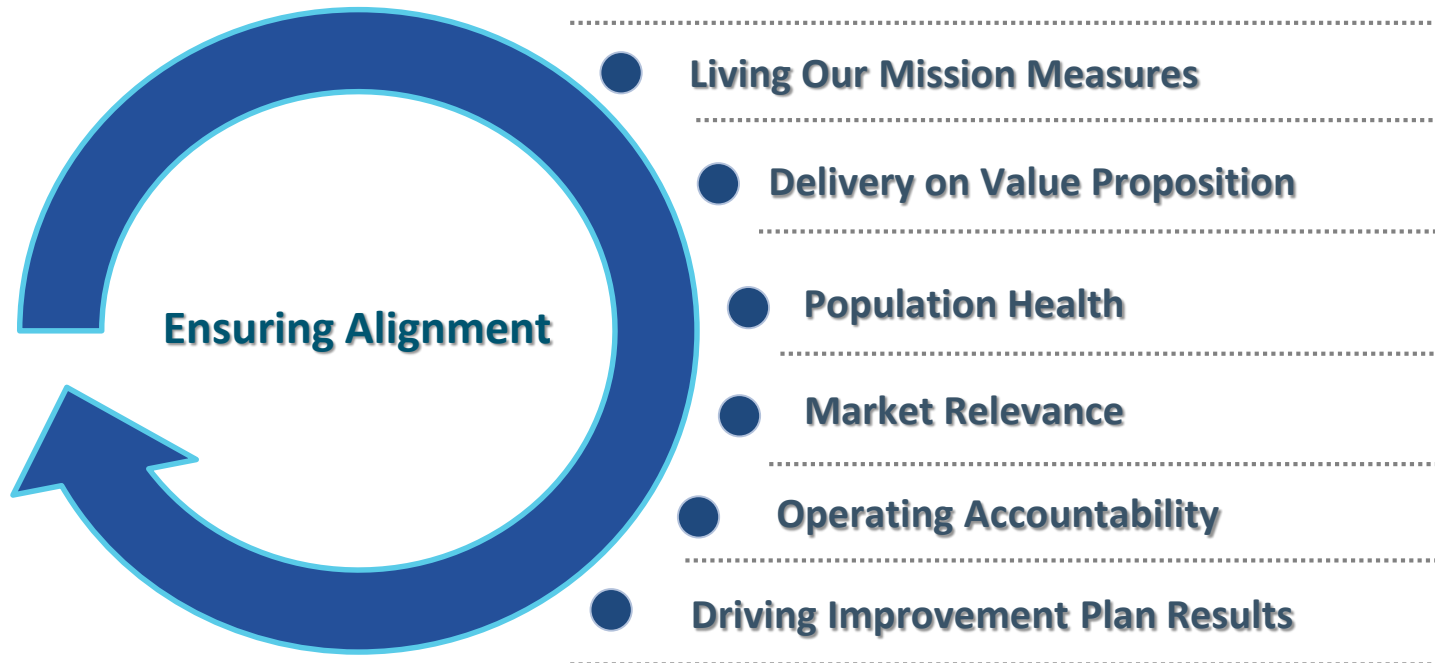 Living Our Mission Measures
Delivery on Value Proposition
Population Health
Ensuring Alignment
Market Relevance
Operating Accountability
Driving Improvement Plan Results